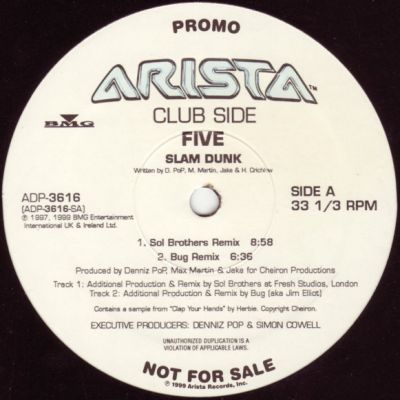 PROMO
ARISTA™
CLUB SIDE
BMG
FIVE
SLAM DUNK
Written by D. PoP, M. Martin, Jake & H. Crichlow
ADP-3616
(ADP-3616-SA)
℗ 1997, 1999 BMG Entertainment
International UK & Ireland Ltd.
SIDE A
33 1/3 RPM
1. Sol Brothers Remix 8:58
2. Bug Remix 6:36
Produced by Denniz PoP, Max Martin & Jake for Cheiron Productions
Track 1: Additional Production & Remix by Sol Brothers at Fresh Studios, London
Track 2: Additional Production & Remix by Bug (aka Jim Elliot)
Contains a sample from "Clap Your Hands" by Herbie. Copyright Cheiron.
EXECUTIVE PRODUCERS: DENNIZ POP & SIMON COWELL
UNAUTHORIZED DUPLICATION IS A
VIOLATION OF APPLICABLE LAWS.
NOT FOR SALE
℗ 1999 Arista Records, Inc.